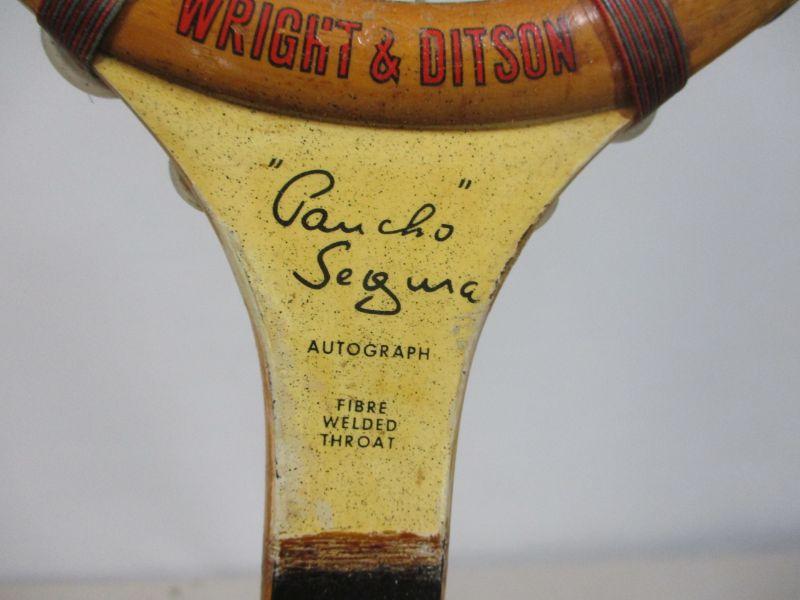 WRIGHT & DITSON
"Pancho"
Segura
AUTOGRAPH
FIBRE
WELDED
THROAT